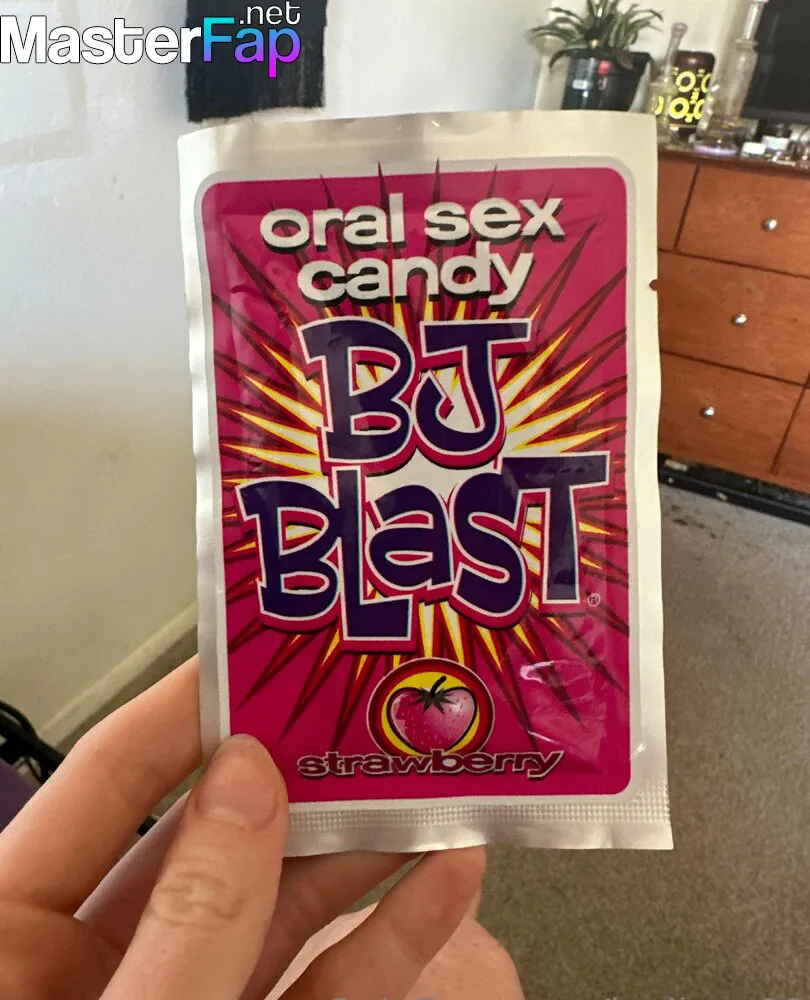 .net
MasterFap
oral sex
candy
BJ
BLaST
®
strawberry